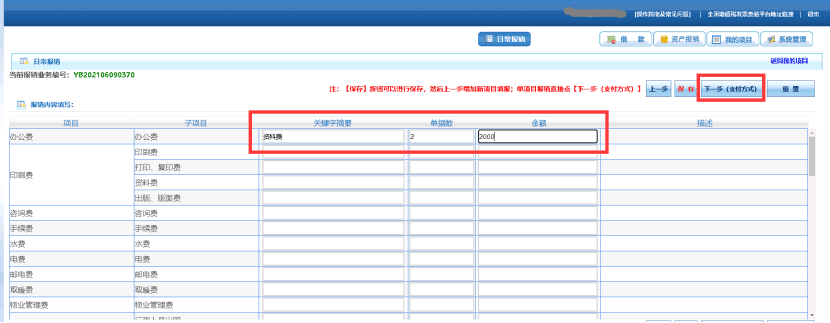 [操作指南及常见问题] | 全国增值税发票查验平台地址链接 | 退出
日常报销 借 款 资产报销 我的项目 系统管理
日常报销 返回我的项目
当前报销业务编号: YB202106090370
注: 【保存】按钮可以进行保存, 然后上一步增加新项目填报; 单项目报销直接点【下一步 (支付方式) 】 上一步 保 存 下一步 (支付方式) 重 置
报销内容填写:
项目 子项目 关键字摘要 单据数 金额 描述
办公费 办公费 资料费 2 2000
印刷费
打印、复印费
印刷费
资料费
出版、版面费
咨询费 咨询费
手续费 手续费
水费 水费
电费 电费
邮电费 邮电费
取暖费 取暖费
物业管理费 物业管理费